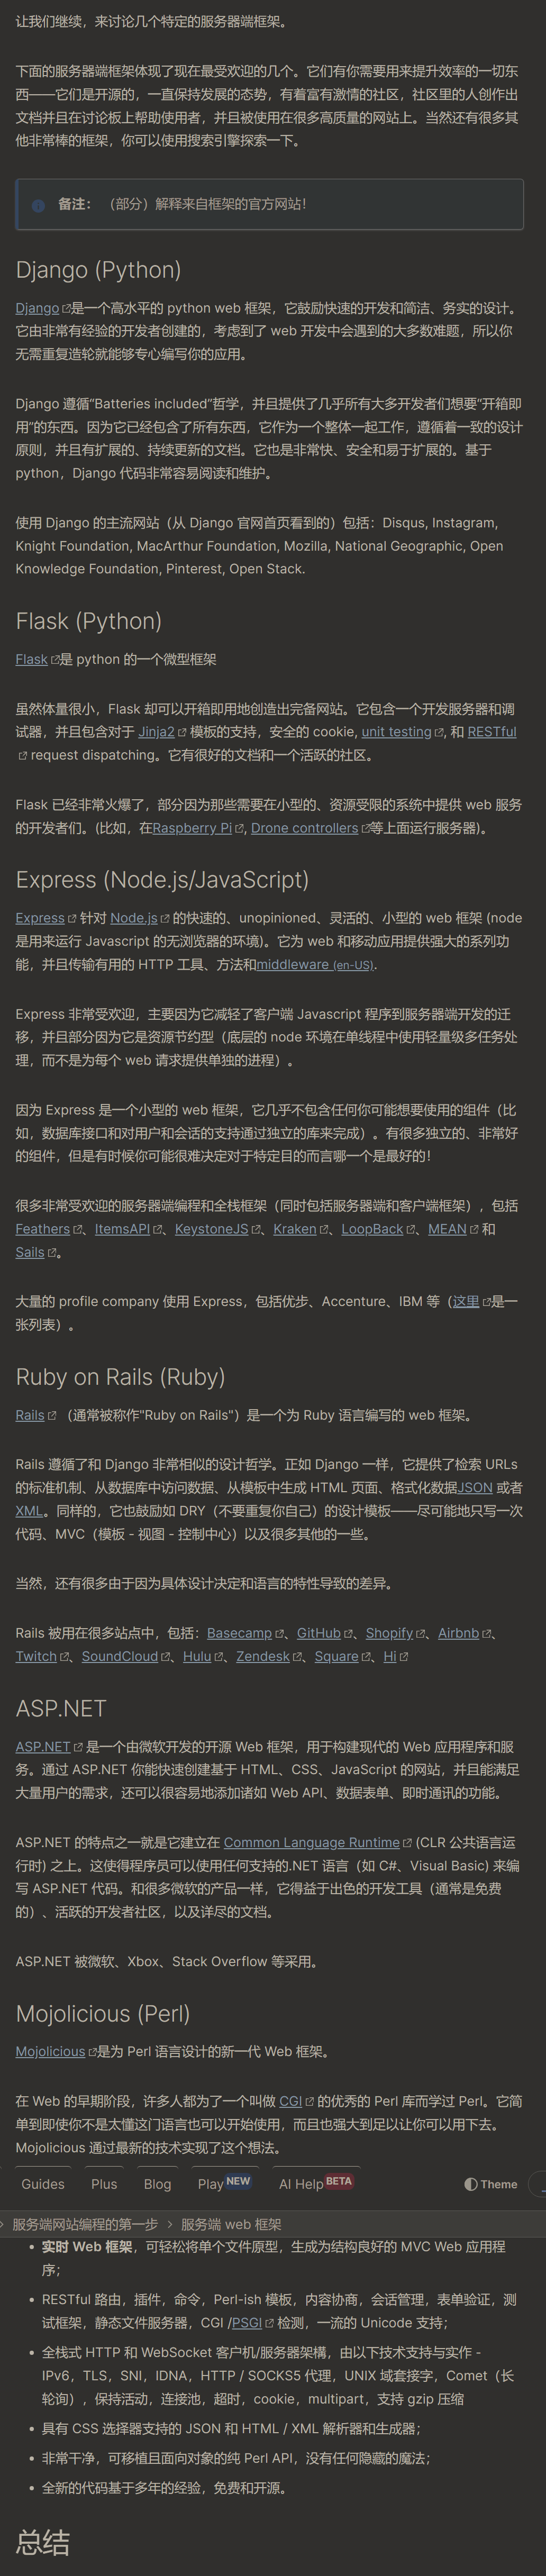 让我们继续，来讨论几个特定的服务器端框架。
下面的服务器端框架体现了现在最受欢迎的几个。它们有你需要用来提升效率的一切东
西——它们是开源的，一直保持发展的态势，有着富有激情的社区，社区里的人创作出
文档并且在讨论板上帮助使用者，并且被使用在很多高质量的网站上。当然还有很多其
他非常棒的框架，你可以使用搜索引擎探索一下。
备注： （部分）解释来自框架的官方网站！
Django (Python)
Django是一个高水平的 python web 框架，它鼓励快速的开发和简洁、务实的设计。
它由非常有经验的开发者创建的，考虑到了 web 开发中会遇到的大多数难题，所以你
无需重复造轮就能够专心编写你的应用。
Django 遵循“Batteries included”哲学，并且提供了几乎所有大多开发者们想要“开箱即
用”的东西。因为它已经包含了所有东西，它作为一个整体一起工作，遵循着一致的设计
原则，并且有扩展的、持续更新的文档。它也是非常快、安全和易于扩展的。基于
python，Django 代码非常容易阅读和维护。
使用 Django 的主流网站（从 Django 官网首页看到的）包括：Disqus, Instagram,
Knight Foundation, MacArthur Foundation, Mozilla, National Geographic, Open
Knowledge Foundation, Pinterest, Open Stack.
Flask (Python)
Flask是 python 的一个微型框架
虽然体量很小，Flask 却可以开箱即用地创造出完备网站。它包含一个开发服务器和调
试器，并且包含对于 Jinja2 模板的支持，安全的 cookie, unit testing, 和 RESTful
request dispatching。它有很好的文档和一个活跃的社区。
Flask 已经非常火爆了，部分因为那些需要在小型的、资源受限的系统中提供 web 服务
的开发者们。(比如，在Raspberry Pi, Drone controllers等上面运行服务器)。
Express (Node.js/JavaScript)
Express 针对 Node.js 的快速的、unopinioned、灵活的、小型的 web 框架 (node
是用来运行 Javascript 的无浏览器的环境)。它为 web 和移动应用提供强大的系列功
能，并且传输有用的 HTTP 工具、方法和middleware (en-US).
Express 非常受欢迎，主要因为它减轻了客户端 Javascript 程序到服务器端开发的迁
移，并且部分因为它是资源节约型（底层的 node 环境在单线程中使用轻量级多任务处
理，而不是为每个 web 请求提供单独的进程）。
因为 Express 是一个小型的 web 框架，它几乎不包含任何你可能想要使用的组件（比
如，数据库接口和对用户和会话的支持通过独立的库来完成）。有很多独立的、非常好
的组件，但是有时候你可能很难决定对于特定目的而言哪一个是最好的！
很多非常受欢迎的服务器端编程和全栈框架（同时包括服务器端和客户端框架），包括
Feathers、ItemsAPI、KeystoneJS、Kraken、LoopBack、MEAN 和
Sails。
大量的 profile company 使用 Express，包括优步、Accenture、IBM 等（这里是一
张列表）。
Ruby on Rails (Ruby)
Rails （通常被称作"Ruby on Rails"）是一个为 Ruby 语言编写的 web 框架。
Rails 遵循了和 Django 非常相似的设计哲学。正如 Django 一样，它提供了检索 URLs
的标准机制、从数据库中访问数据、从模板中生成 HTML 页面、格式化数据JSON 或者
XML。同样的，它也鼓励如 DRY（不要重复你自己）的设计模板——尽可能地只写一次
代码、MVC（模板 - 视图 - 控制中心）以及很多其他的一些。
当然，还有很多由于因为具体设计决定和语言的特性导致的差异。
Rails 被用在很多站点中，包括：Basecamp、GitHub、Shopify、Airbnb、
Twitch、SoundCloud、Hulu、Zendesk、Square、Hi
ASP.NET
ASP.NET 是一个由微软开发的开源 Web 框架，用于构建现代的 Web 应用程序和服
务。通过 ASP.NET 你能快速创建基于 HTML、CSS、JavaScript 的网站，并且能满足
大量用户的需求，还可以很容易地添加诸如 Web API、数据表单、即时通讯的功能。
ASP.NET 的特点之一就是它建立在 Common Language Runtime (CLR 公共语言运
行时) 之上。这使得程序员可以使用任何支持的.NET 语言（如 C#、Visual Basic) 来编
写 ASP.NET 代码。和很多微软的产品一样，它得益于出色的开发工具（通常是免费
的）、活跃的开发者社区，以及详尽的文档。
ASP.NET 被微软、Xbox、Stack Overflow 等采用。
Mojolicious (Perl)
Mojolicious是为 Perl 语言设计的新一代 Web 框架。
在 Web 的早期阶段，许多人都为了一个叫做 CGI 的优秀的 Perl 库而学过 Perl。它简
单到即使你不是太懂这门语言也可以开始使用，而且也强大到足以让你可以用下去。
Mojolicious 通过最新的技术实现了这个想法。
Guides Plus Blog Play NEW AI Help BETA Theme
服务端网站编程的第一步 服务端 web 框架
实时 Web 框架，可轻松将单个文件原型，生成为结构良好的 MVC Web 应用程
序；
RESTful 路由，插件，命令，Perl-ish 模板，内容协商，会话管理，表单验证，测
试框架，静态文件服务器，CGI /PSGI 检测，一流的 Unicode 支持；
全栈式 HTTP 和 WebSocket 客户机/服务器架構，由以下技术支持与实作 -
IPv6，TLS，SNI，IDNA，HTTP / SOCKS5 代理，UNIX 域套接字，Comet（长
轮询），保持活动，连接池，超时，cookie，multipart，支持 gzip 压缩
具有 CSS 选择器支持的 JSON 和 HTML / XML 解析器和生成器；
非常干净，可移植且面向对象的纯 Perl API，没有任何隐藏的魔法；
全新的代码基于多年的经验，免费和开源。
总结